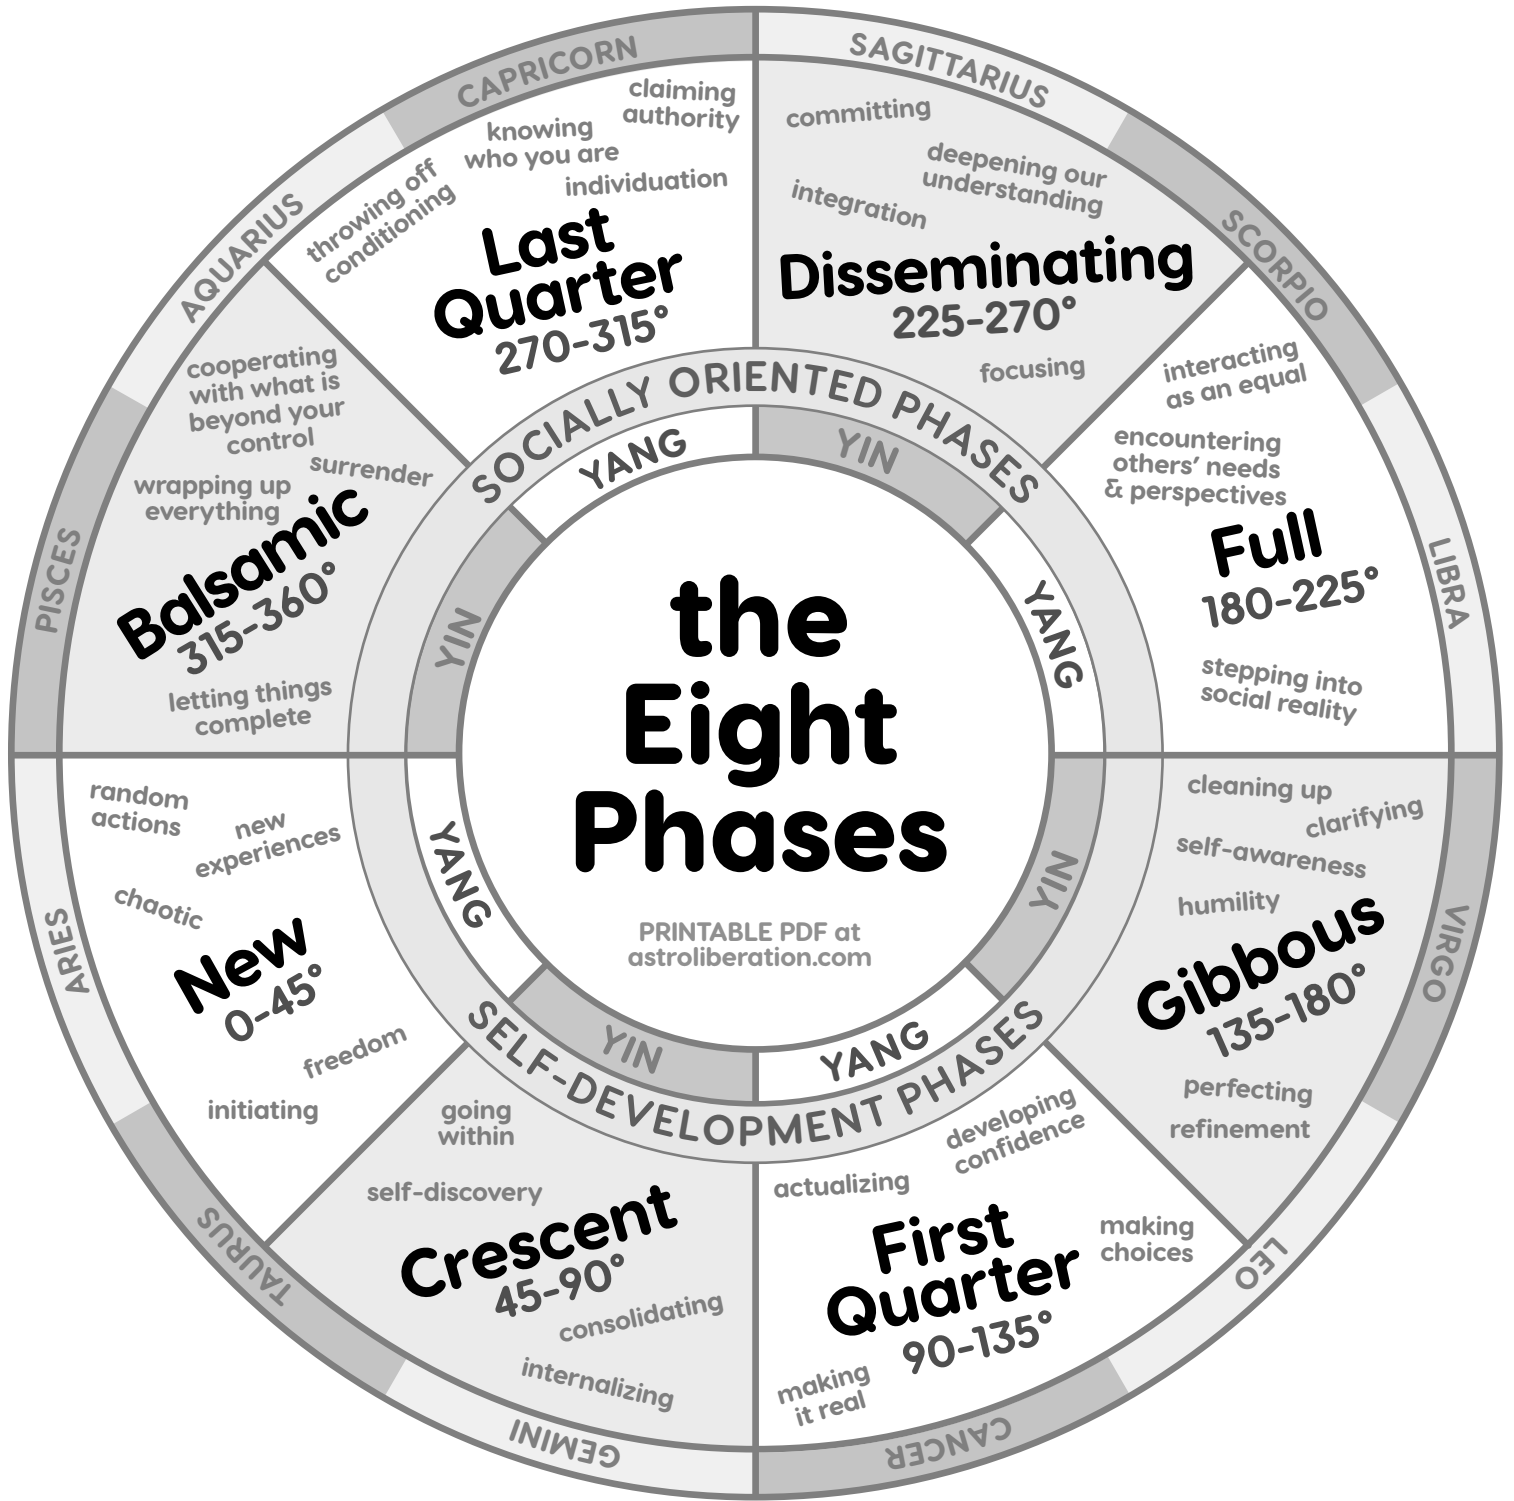 the
Eight
Phases
PRINTABLE PDF at
astroliberation.com
SOCIALLY ORIENTED PHASES
SELF-DEVELOPMENT PHASES
YANG
YIN
YANG
YIN
YANG
YIN
YANG
YIN
CAPRICORN
SAGITTARIUS
SCORPIO
LIBRA
VIRGO
LEO
CANCER
GEMINI
TAURUS
ARIES
PISCES
AQUARIUS
claiming
authority
knowing
who you are
individuation
throwing off
conditioning
Last
Quarter
270-315°
committing
deepening our
understanding
integration
Disseminating
225-270°
focusing
interacting
as an equal
encountering
others’ needs
& perspectives
Full
180-225°
stepping into
social reality
cleaning up
clarifying
self-awareness
humility
Gibbous
135-180°
perfecting
refinement
developing
confidence
actualizing
making
choices
First
Quarter
90-135°
making
it real
going
within
self-discovery
Crescent
45-90°
consolidating
internalizing
random
actions
new
experiences
chaotic
New
0-45°
freedom
initiating
cooperating
with what is
beyond your
control
surrender
wrapping up
everything
Balsamic
315-360°
letting things
complete